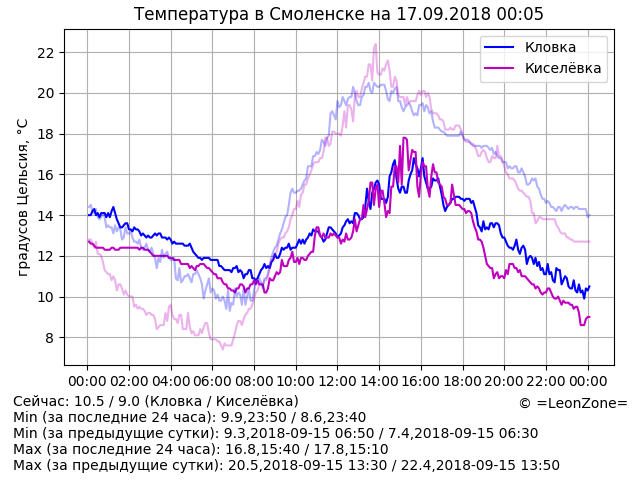 Температура в Смоленске на 17.09.2018 00:05
Кловка
Киселёвка
градусов Цельсия, °C
22
20
18
16
14
12
10
8
00:00 02:00 04:00 06:00 08:00 10:00 12:00 14:00 16:00 18:00 20:00 22:00 00:00
Сейчас: 10.5 / 9.0 (Кловка / Киселёвка)
© =LeonZone=
Min (за последние 24 часа): 9.9,23:50 / 8.6,23:40
Min (за предыдущие сутки): 9.3,2018-09-15 06:50 / 7.4,2018-09-15 06:30
Max (за последние 24 часа): 16.8,15:40 / 17.8,15:10
Max (за предыдущие сутки): 20.5,2018-09-15 13:30 / 22.4,2018-09-15 13:50